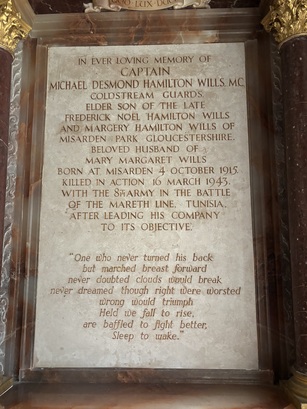 IN EVER LOVING MEMORY OF
CAPTAIN
MICHAEL DESMOND HAMILTON WILLS, M.C.
COLDSTREAM GUARDS.
ELDER SON OF THE LATE
FREDERICK NOEL HAMILTON WILLS
AND MARGERY HAMILTON WILLS OF
MISARDEN PARK GLOUCESTERSHIRE.
BELOVED HUSBAND OF
MARY MARGARET WILLS
BORN AT MISARDEN 4 OCTOBER 1915.
KILLED IN ACTION 16 MARCH 1943.
WITH THE 8TH ARMY IN THE BATTLE
OF THE MARETH LINE, TUNISIA,
AFTER LEADING HIS COMPANY
TO ITS OBJECTIVE.
"One who never turned his back
but marched breast forward
never doubted clouds would break
never dreamed though right were worsted
wrong would triumph
Held we fall to rise,
are baffled to fight better,
Sleep to wake."